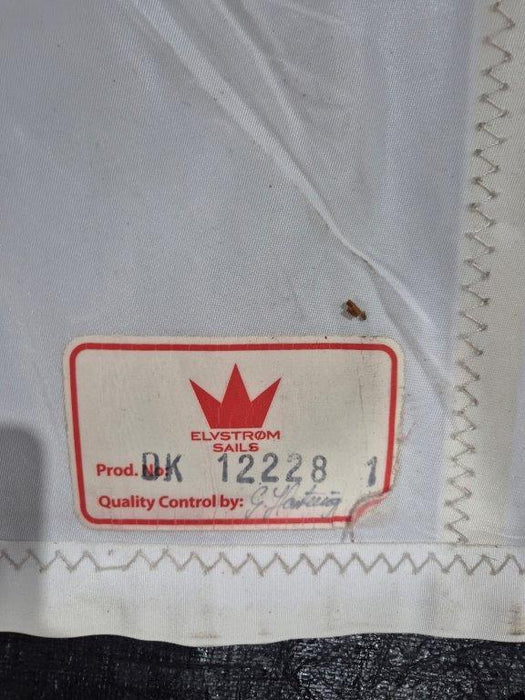 ELVSTRØM
SAILS
Prod. No: DK 12228 1
Quality Control by: